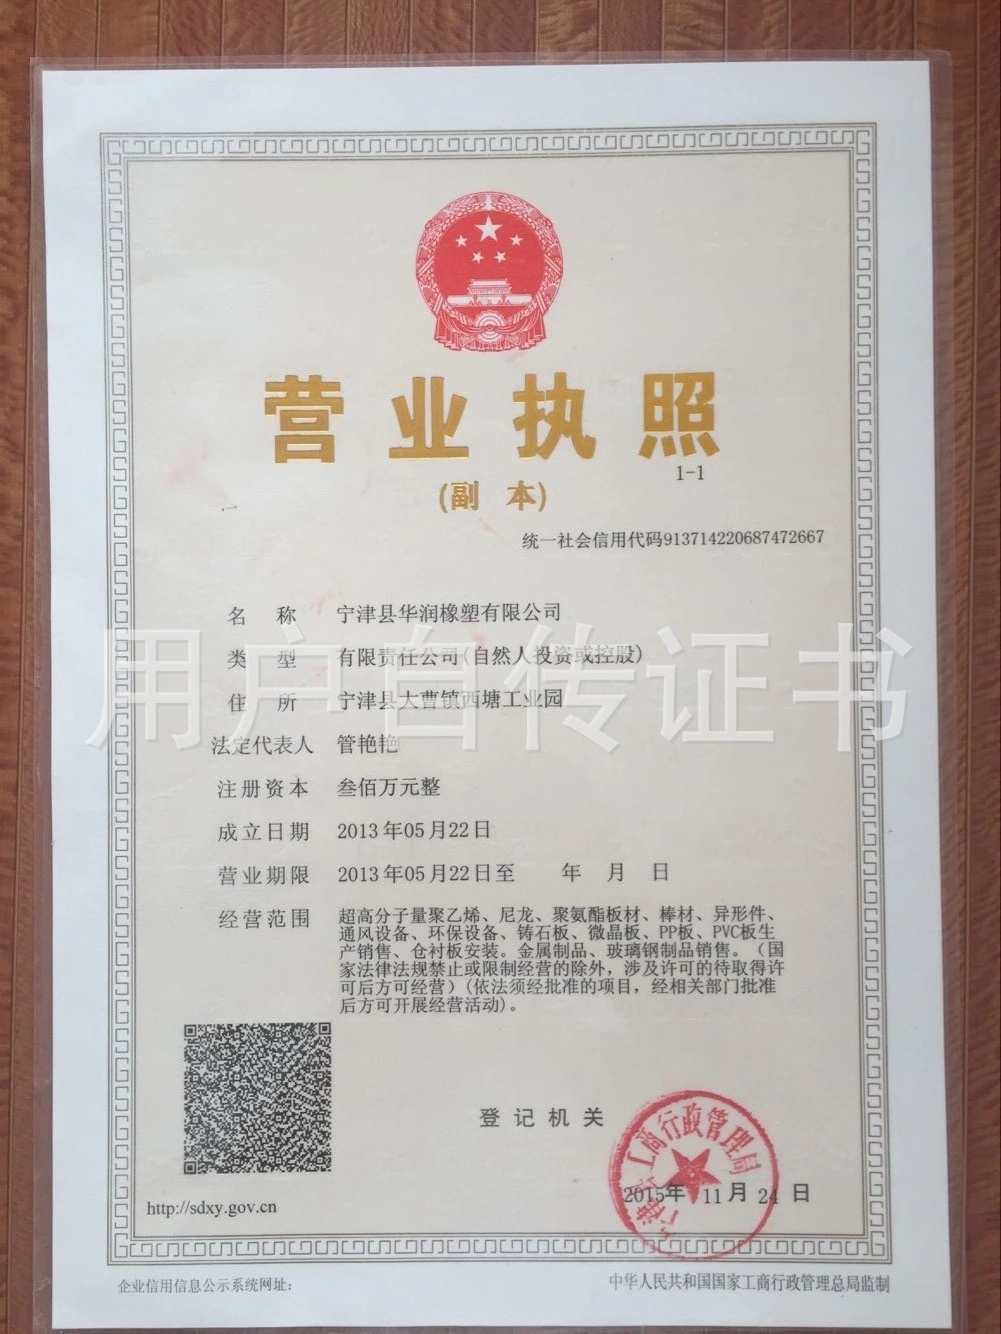 营业执照
1-1
(副 本)
统一社会信用代码913714220687472667
名 称 宁津县华润橡塑有限公司
类 型 有限责任公司(自然人投资或控股)
住 所 宁津县大曹镇西塘工业园
法定代表人 管艳艳
注册资本 叁佰万元整
成立日期 2013年05月22日
营业期限 2013年05月22日至 年 月 日
经营范围 超高分子量聚乙烯、尼龙、聚氨酯板材、棒材、异形件、
通风设备、环保设备、铸石板、微晶板、PP板、PVC板生
产销售、仓衬板安装。金属制品、玻璃钢制品销售。（国
家法律法规禁止或限制经营的除外，涉及许可的待取得许
可后方可经营）(依法须经批准的项目，经相关部门批准
后方可开展经营活动)。
用户自传证书
登记机关
宁津县工商行政管理局
2015年 11月 24 日
http://sdxy.gov.cn
企业信用信息公示系统网址：
中华人民共和国国家工商行政管理总局监制